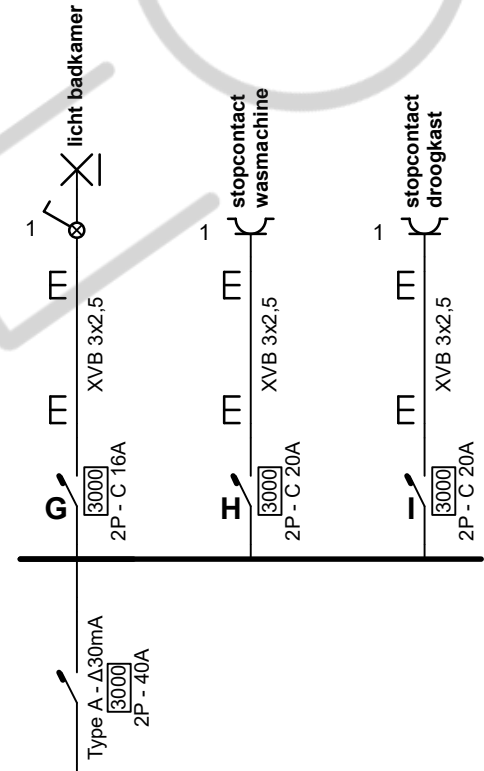 licht badkamer
1
XVB 3x2,5
G
3000
2P - C 16A
stopcontact
wasmachine
1
XVB 3x2,5
H
3000
2P - C 20A
stopcontact
droogkast
1
XVB 3x2,5
I
3000
2P - C 20A
Type A - Δ30mA
3000
2P - 40A